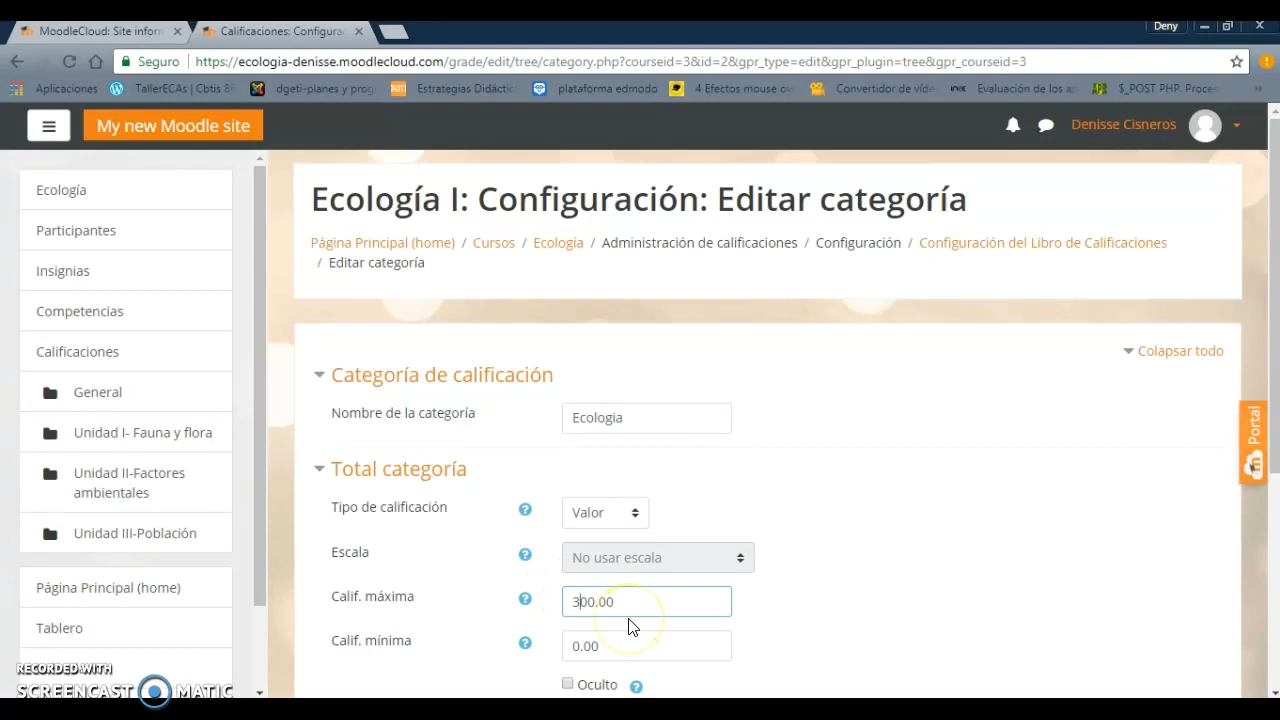 Deny
MoodleCloud: Site inform
Calificaciones: Configura
Seguro https://ecologia-denisse.moodlecloud.com/grade/edit/tree/category.php?courseid=3&id=2&gpr_type=edit&gpr_plugin=tree&gpr_courseid=3
Aplicaciones TallerECAs | Cbtis 8 dgeti-planes y prog Estrategias Didáctic plataforma edmodo 4 Efectos mouse ov Convertidor de víde Evaluación de los ap $_POST PHP. Proces »
My new Moodle site
Denisse Cisneros
Ecología
Participantes
Insignias
Competencias
Calificaciones
General
Unidad I- Fauna y flora
Unidad II-Factores
ambientales
Unidad III-Población
Página Principal (home)
Tablero
Ecología I: Configuración: Editar categoría
Página Principal (home) / Cursos / Ecología / Administración de calificaciones / Configuración / Configuración del Libro de Calificaciones
/ Editar categoría
Colapsar todo
Categoría de calificación
Nombre de la categoría Ecologia
Total categoría
Tipo de calificación ? Valor
Escala ? No usar escala
Calif. máxima ? 300.00
Calif. mínima ? 0.00
Oculto ?
Portal
RECORDED WITH
SCREENCAST MATIC